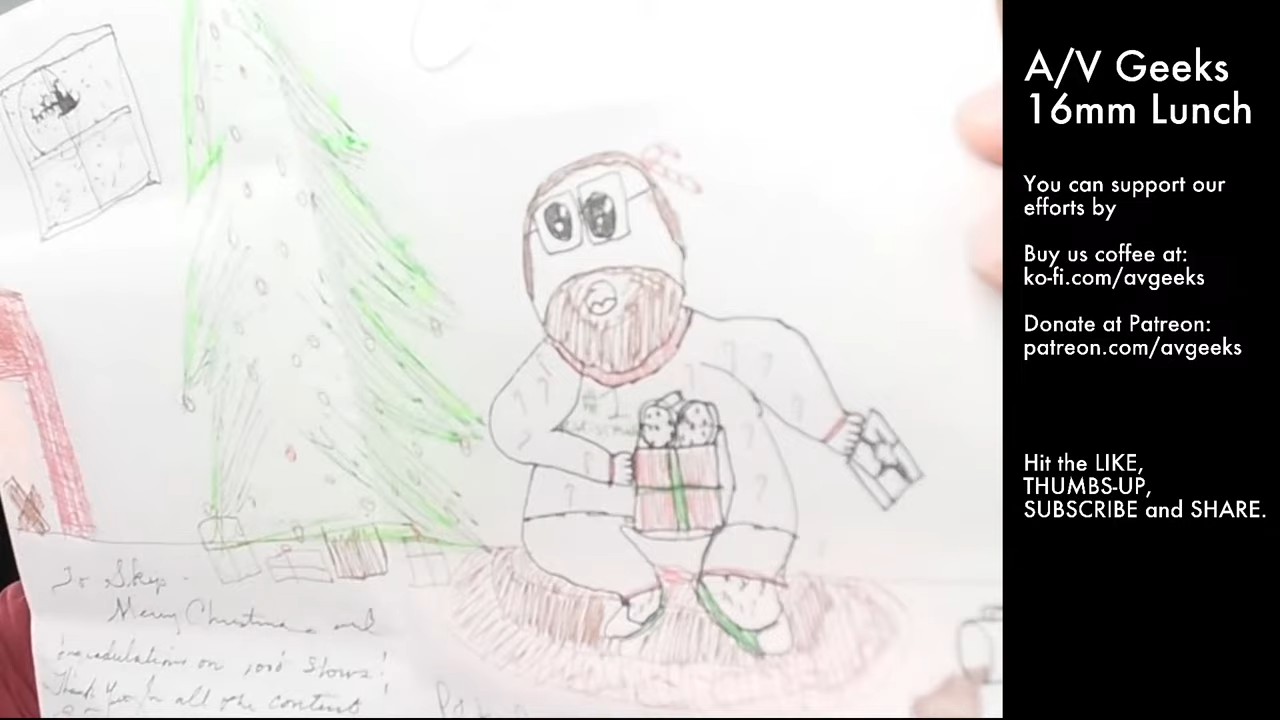 To Skip -
Merry Christmas and
Congradulations on 1000 Shows!
Thank You for all the content
#1
A/V Geeks
16mm Lunch
You can support our
efforts by
Buy us coffee at:
ko-fi.com/avgeeks
Donate at Patreon:
patreon.com/avgeeks
Hit the LIKE,
THUMBS-UP,
SUBSCRIBE and SHARE.